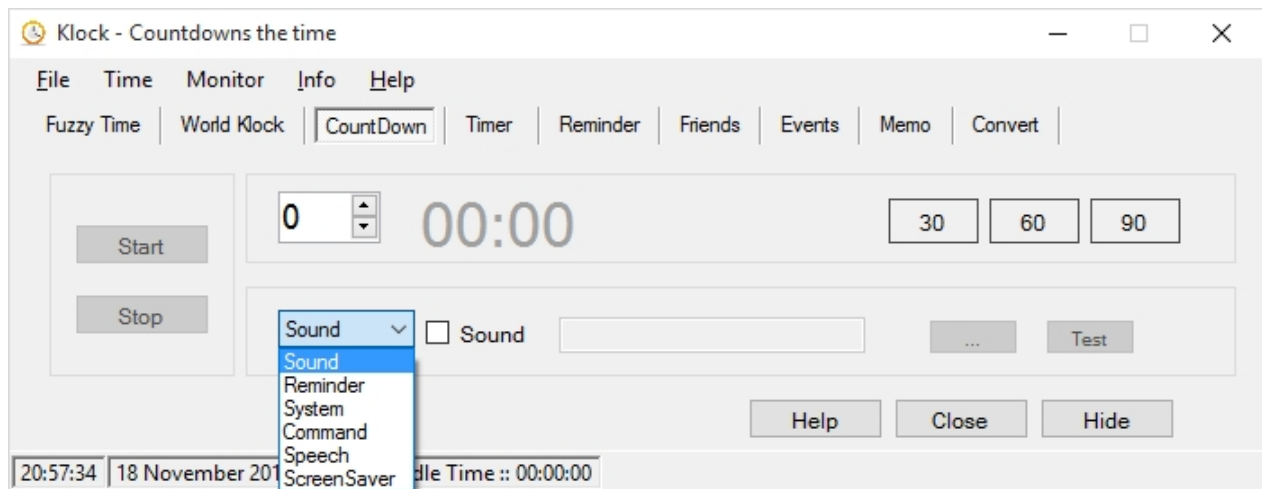 Klock - Countdowns the time
File Time Monitor Info Help
Fuzzy Time World Klock CountDown Timer Reminder Friends Events Memo Convert
0 00:00 30 60 90
Start
Stop
Sound Sound ... Test
Sound
Reminder
System
Command
Speech
ScreenSaver
Help Close Hide
20:57:34 18 November Time :: 00:00:00